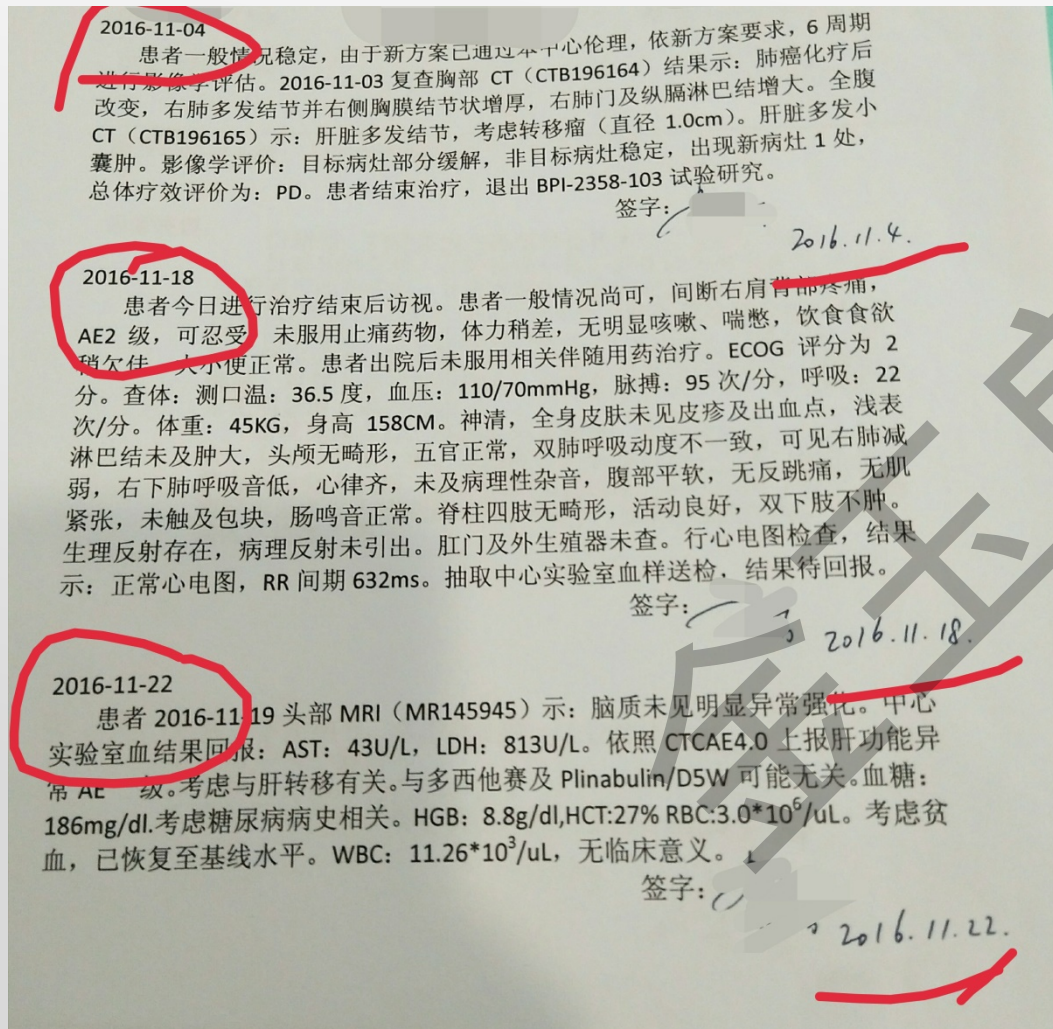 2016-11-04
患者一般情况稳定，由于新方案已通过本中心伦理，依新方案要求，6 周期
进行影像学评估。2016-11-03 复查胸部 CT（CTB196164）结果示：肺癌化疗后
改变，右肺多发结节并右侧胸膜结节状增厚，右肺门及纵膈淋巴结增大。全腹
CT（CTB196165）示：肝脏多发结节，考虑转移瘤（直径 1.0cm）。肝脏多发小
囊肿。影像学评价：目标病灶部分缓解，非目标病灶稳定，出现新病灶 1 处，
总体疗效评价为：PD。患者结束治疗，退出 BPI-2358-103 试验研究。
签字：
2016.11.4.
2016-11-18
患者今日进行治疗结束后访视。患者一般情况尚可，间断右肩背部疼痛，
AE2 级，可忍受，未服用止痛药物，体力稍差，无明显咳嗽、喘憋，饮食食欲
稍欠佳，大小便正常。患者出院后未服用相关伴随用药治疗。ECOG 评分为 2
分。查体：测口温：36.5 度，血压：110/70mmHg，脉搏：95 次/分，呼吸：22
次/分。体重：45KG，身高 158CM。神清，全身皮肤未见皮疹及出血点，浅表
淋巴结未及肿大，头颅无畸形，五官正常，双肺呼吸动度不一致，可见右肺减
弱，右下肺呼吸音低，心律齐，未及病理性杂音，腹部平软，无反跳痛，无肌
紧张，未触及包块，肠鸣音正常。脊柱四肢无畸形，活动良好，双下肢不肿。
生理反射存在，病理反射未引出。肛门及外生殖器未查。行心电图检查，结果
示：正常心电图，RR 间期 632ms。抽取中心实验室血样送检，结果待回报。
签字：
2016.11.18.
2016-11-22
患者 2016-11-19 头部 MRI（MR145945）示：脑质未见明显异常强化。中心
实验室血结果回报：AST：43U/L，LDH：813U/L。依照 CTCAE4.0 上报肝功能异
常 AE 级。考虑与肝转移有关。与多西他赛及 Plinabulin/D5W 可能无关。血糖：
186mg/dl.考虑糖尿病病史相关。HGB：8.8g/dl,HCT:27% RBC:3.0*10⁶/uL。考虑贫
血，已恢复至基线水平。WBC：11.26*10³/uL，无临床意义。
签字：
2016.11.22.